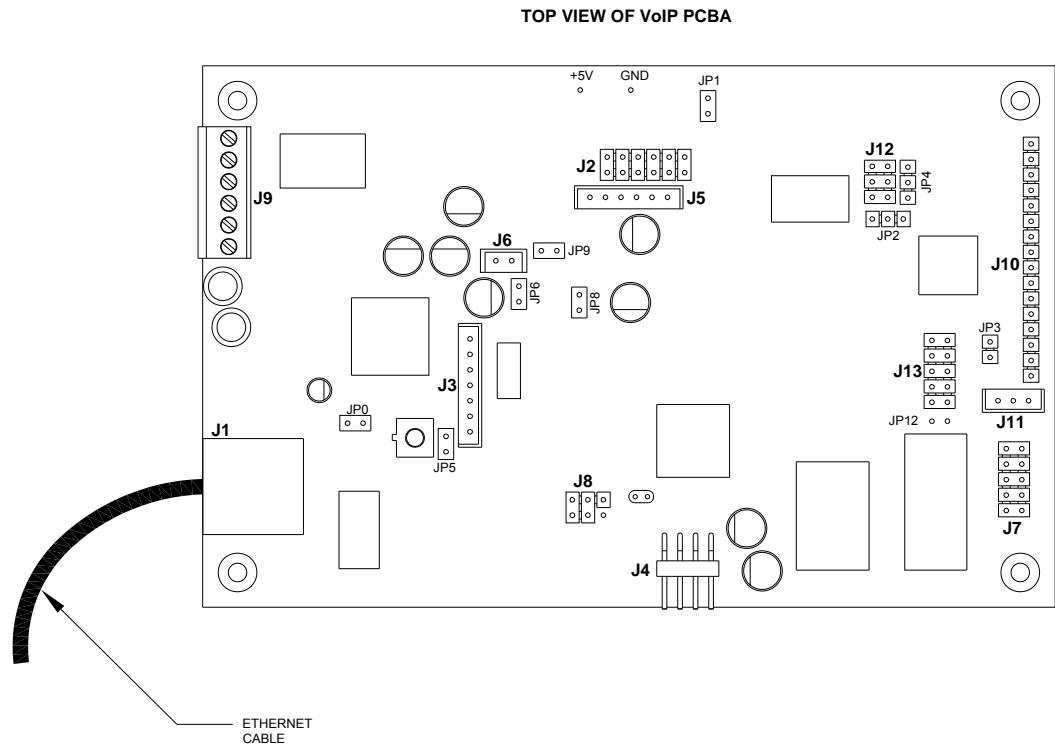 TOP VIEW OF VoIP PCBA
+5V
GND
JP1
J2
J12
J9
J5
JP4
J6
JP9
JP2
J10
JP6
JP8
JP3
J3
J13
JP0
J1
JP12
J11
JP5
J8
J7
J4
ETHERNET
CABLE